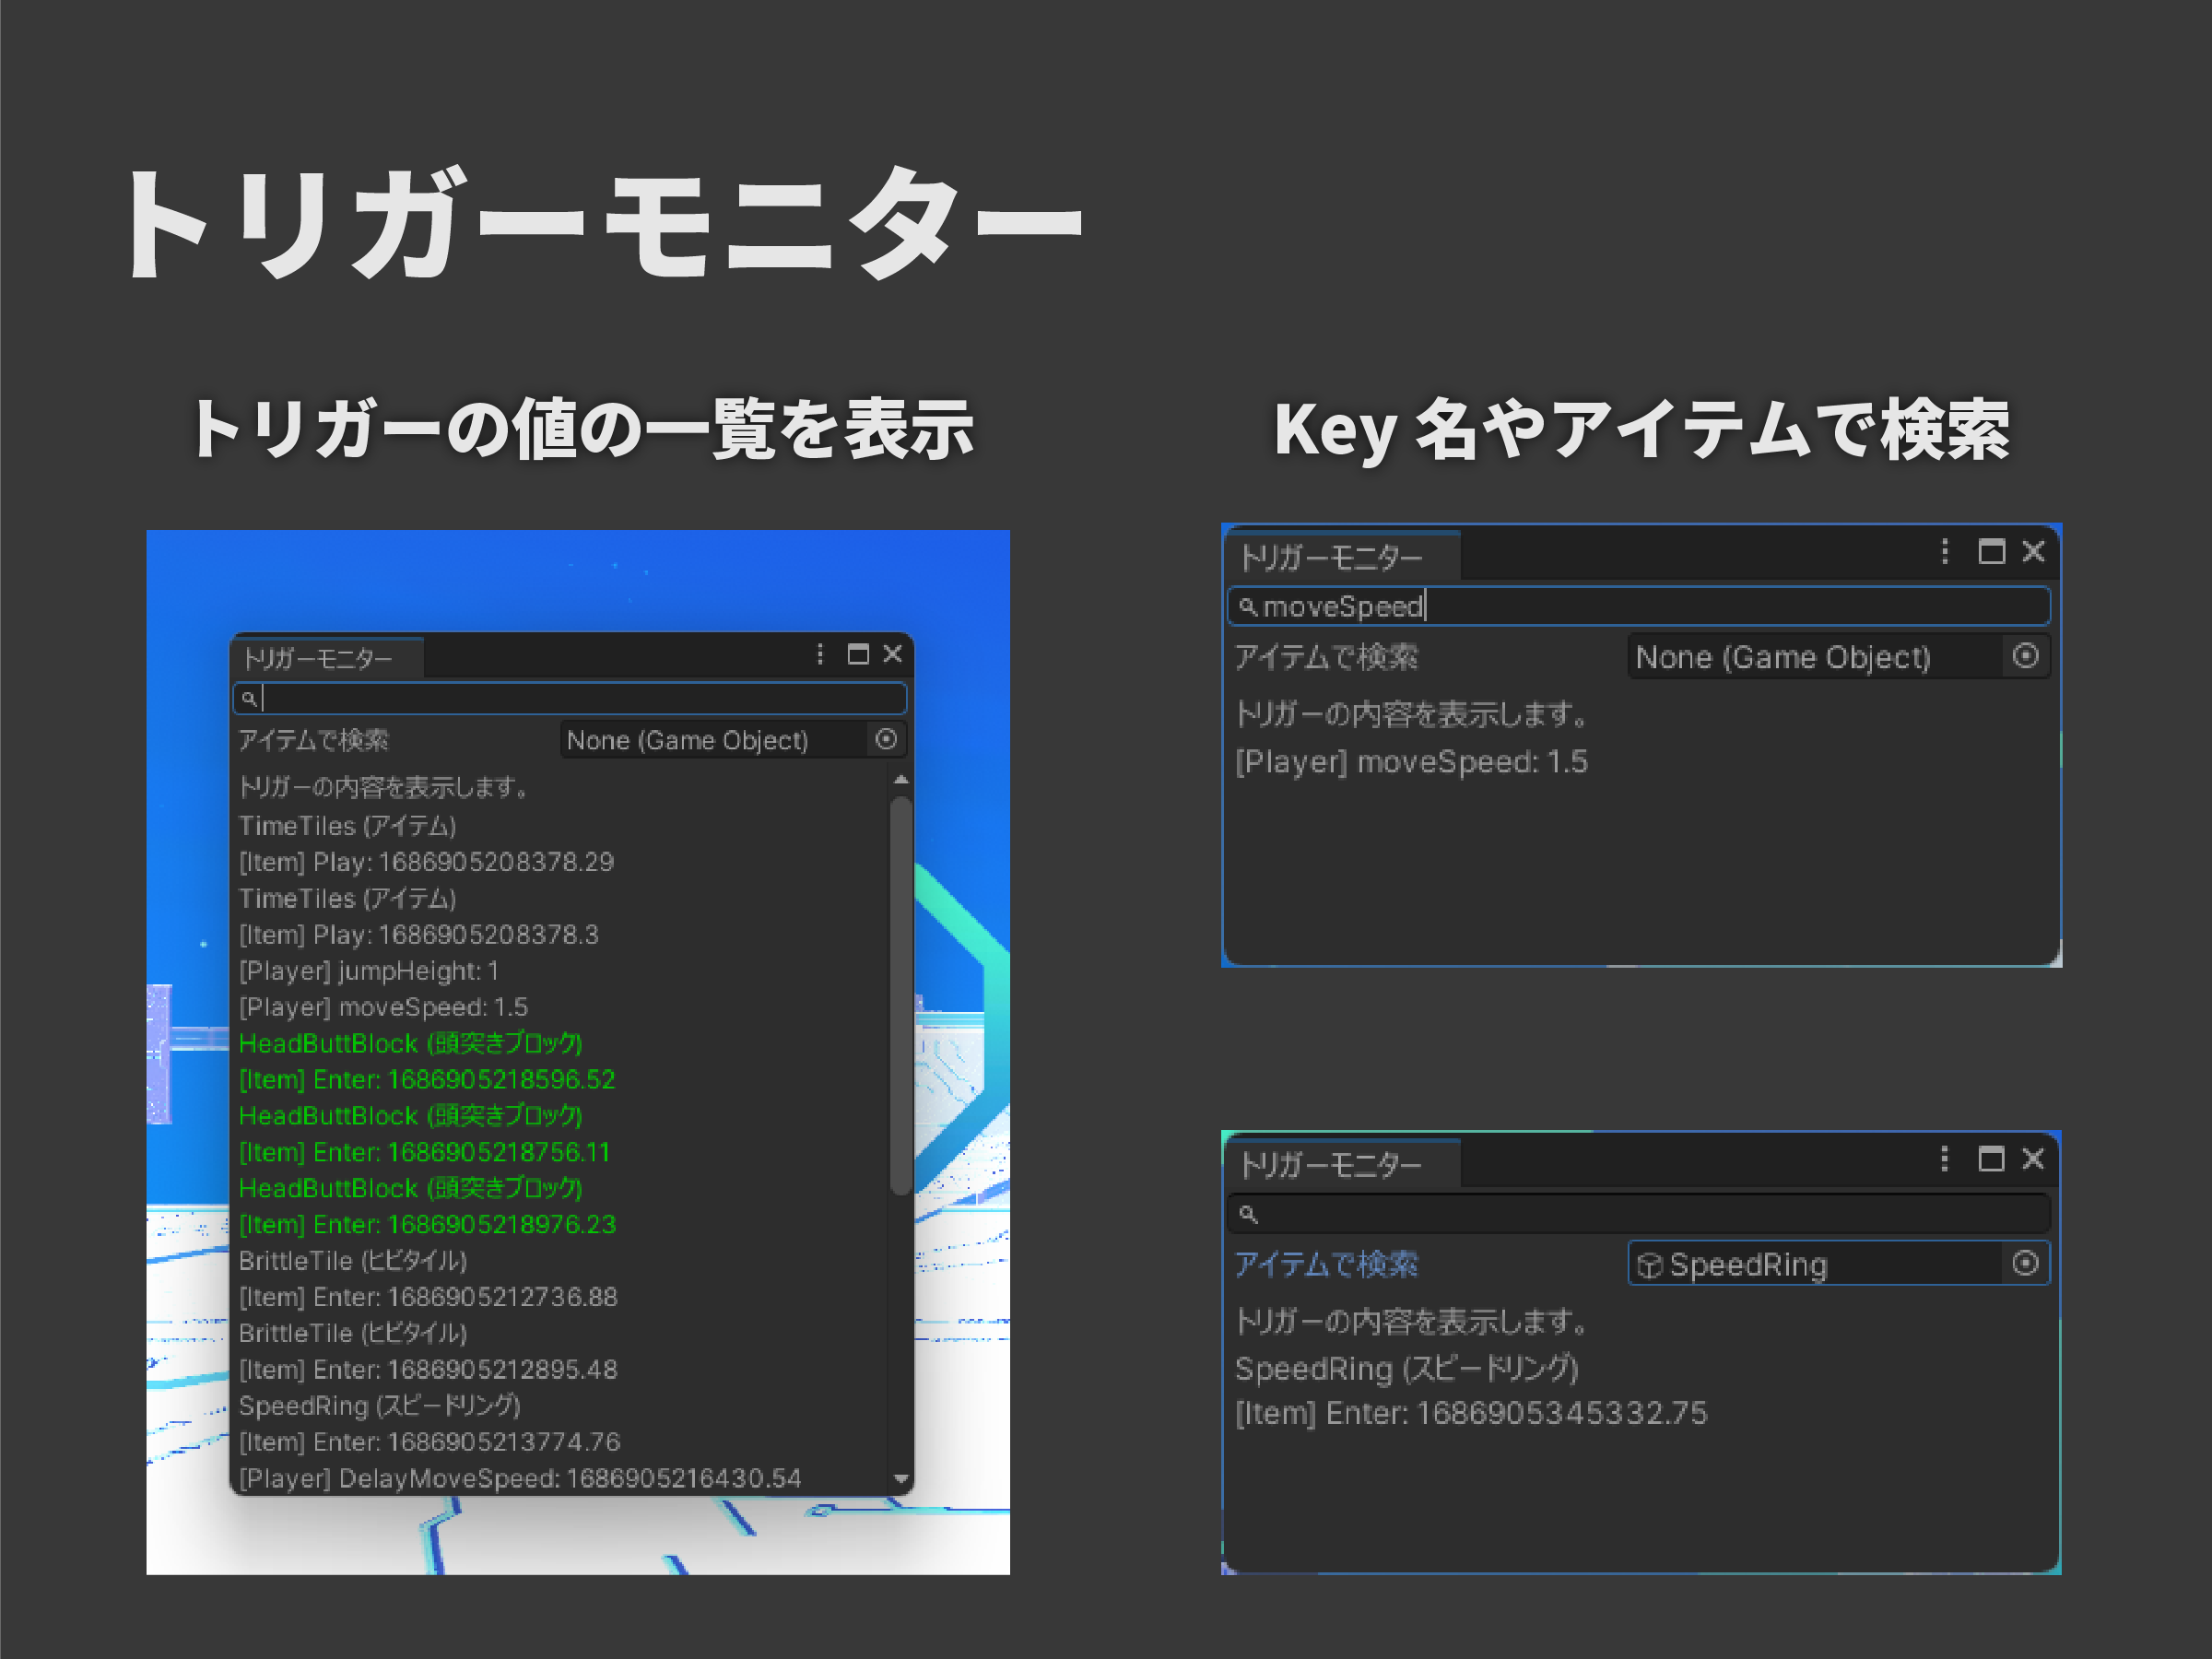 トリガーモニター
トリガーの値の一覧を表示
トリガーモニター
アイテムで検索 None (Game Object)
トリガーの内容を表示します。
TimeTiles (アイテム)
[Item] Play: 1686905208378.29
TimeTiles (アイテム)
[Item] Play: 1686905208378.3
[Player] jumpHeight: 1
[Player] moveSpeed: 1.5
HeadButtBlock (頭突きブロック)
[Item] Enter: 1686905218596.52
HeadButtBlock (頭突きブロック)
[Item] Enter: 1686905218756.11
HeadButtBlock (頭突きブロック)
[Item] Enter: 1686905218976.23
BrittleTile (ヒビタイル)
[Item] Enter: 1686905212736.88
BrittleTile (ヒビタイル)
[Item] Enter: 1686905212895.48
SpeedRing (スピードリング)
[Item] Enter: 1686905213774.76
[Player] DelayMoveSpeed: 1686905216430.54
Key 名やアイテムで検索
トリガーモニター
moveSpeed
アイテムで検索 None (Game Object)
トリガーの内容を表示します。
[Player] moveSpeed: 1.5
トリガーモニター
アイテムで検索 SpeedRing
トリガーの内容を表示します。
SpeedRing (スピードリング)
[Item] Enter: 1686905345332.75